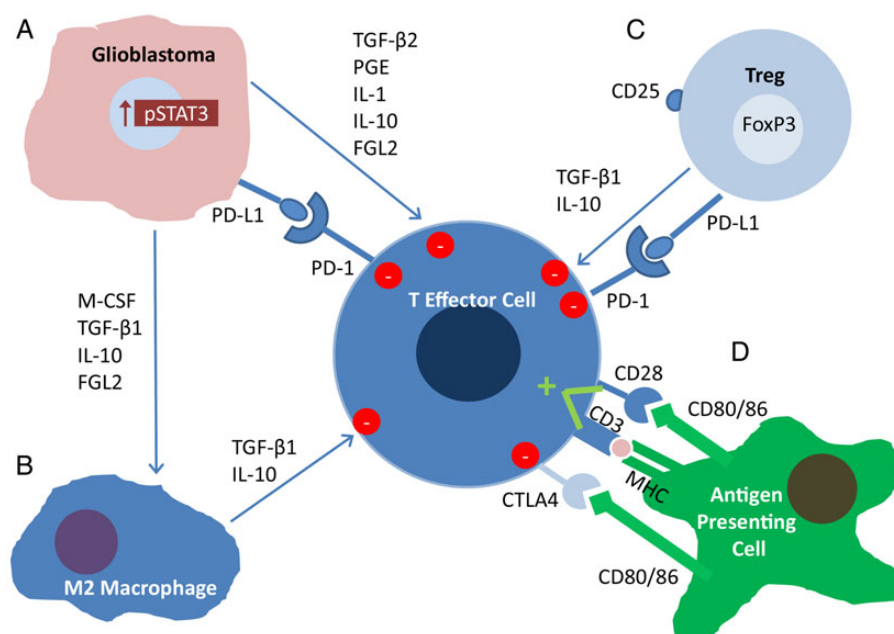 A
Glioblastoma
pSTAT3
TGF-β2
PGE
IL-1
IL-10
FGL2
PD-L1
PD-1
C
Treg
CD25
FoxP3
TGF-β1
IL-10
PD-L1
PD-1
T Effector Cell
-
-
-
-
-
-
+
M-CSF
TGF-β1
IL-10
FGL2
B
M2 Macrophage
TGF-β1
IL-10
D
CD28
CD80/86
CD3
MHC
CTLA4
CD80/86
Antigen
Presenting
Cell